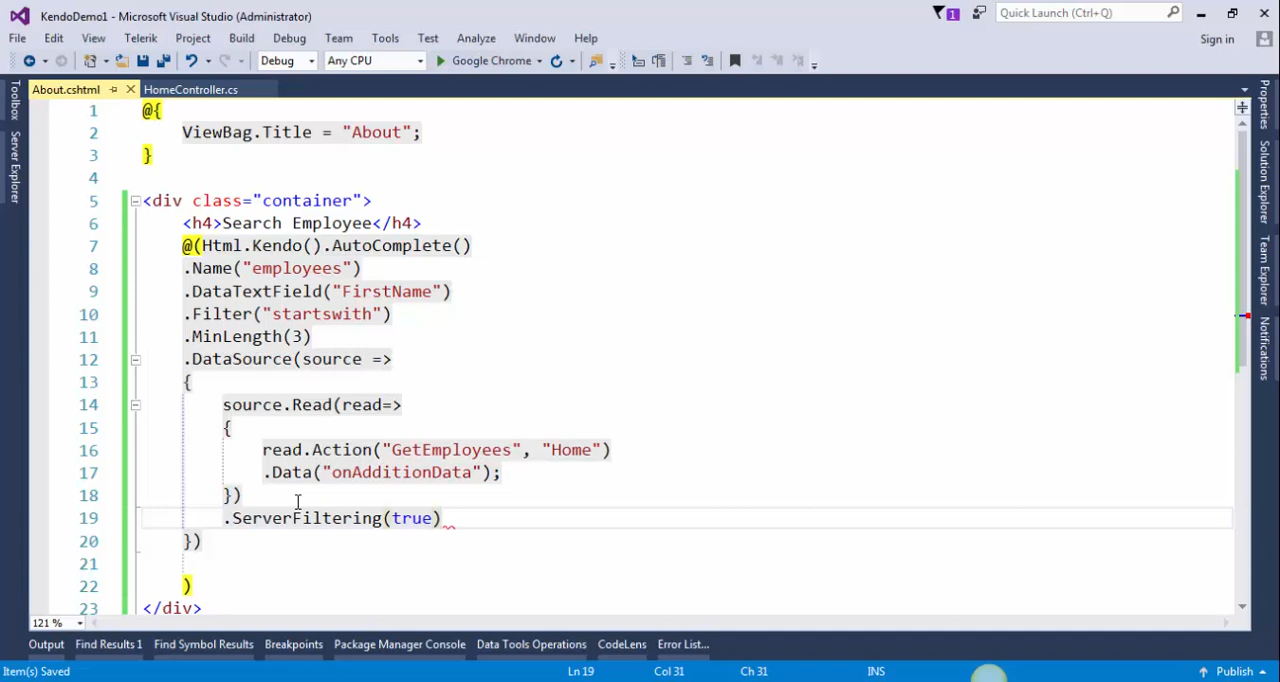 KendoDemo1 - Microsoft Visual Studio (Administrator)
1
Quick Launch (Ctrl+Q)
File Edit View Telerik Project Build Debug Team Tools Test Analyze Window Help
Sign in
Debug Any CPU Google Chrome
Toolbox
Server Explorer
About.cshtml
HomeController.cs
1 @{
2 ViewBag.Title = "About";
3 }
4
5 <div class="container">
6 <h4>Search Employee</h4>
7 @(Html.Kendo().AutoComplete()
8 .Name("employees")
9 .DataTextField("FirstName")
10 .Filter("startswith")
11 .MinLength(3)
12 .DataSource(source =>
13 {
14 source.Read(read=>
15 {
16 read.Action("GetEmployees", "Home")
17 .Data("onAdditionData");
18 })
19 .ServerFiltering(true)
20 })
21
22 )
23 </div>
Properties
Solution Explorer
Team Explorer
Notifications
121 %
Output Find Results 1 Find Symbol Results Breakpoints Package Manager Console Data Tools Operations CodeLens Error List...
Item(s) Saved Ln 19 Col 31 Ch 31 INS Publish